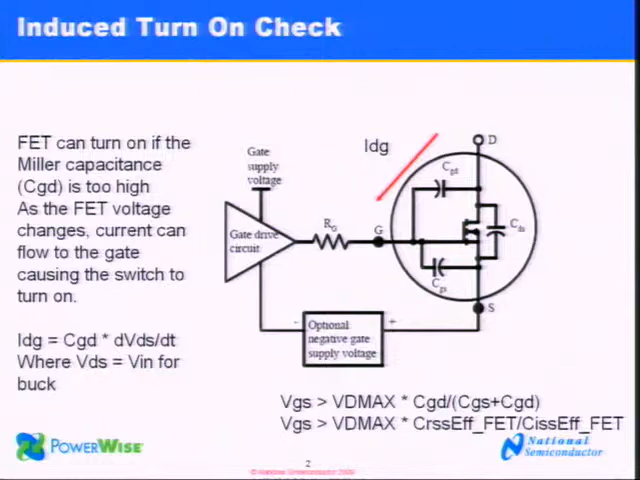 Induced Turn On Check
FET can turn on if the
Miller capacitance
(Cgd) is too high
As the FET voltage
changes, current can
flow to the gate
causing the switch to
turn on.
Idg = Cgd * dVds/dt
Where Vds = Vin for
buck
Idg
D
Gate
supply
voltage
Cgd
RG
G
Gate drive
circuit
Cds
Cgs
S
- +
Optional
negative gate
supply voltage
Vgs > VDMAX * Cgd/(Cgs+Cgd)
Vgs > VDMAX * CrssEff_FET/CissEff_FET
POWERWISE®
National
Semiconductor
2
© National Semiconductor 2009